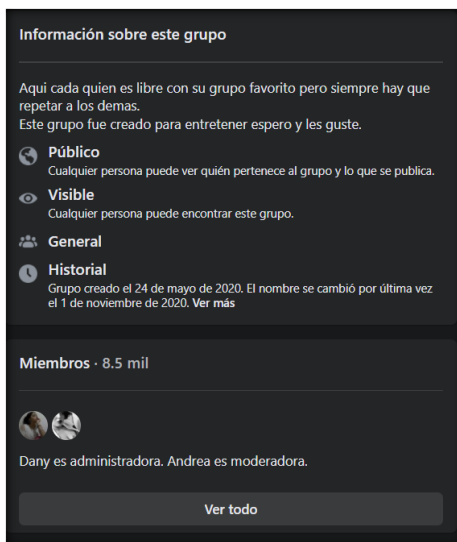 Información sobre este grupo
Aqui cada quien es libre con su grupo favorito pero siempre hay que
repetar a los demas.
Este grupo fue creado para entretener espero y les guste.
Público
Cualquier persona puede ver quién pertenece al grupo y lo que se publica.
Visible
Cualquier persona puede encontrar este grupo.
General
Historial
Grupo creado el 24 de mayo de 2020. El nombre se cambió por última vez
el 1 de noviembre de 2020. Ver más
Miembros · 8.5 mil
Dany es administradora. Andrea es moderadora.
Ver todo